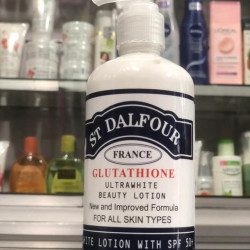 ST DALFOUR
FRANCE
GLUTATHIONE
ULTRAWHITE
BEAUTY LOTION
New and Improved Formula
FOR ALL SKIN TYPES
WITH SPF 50+
LOTION